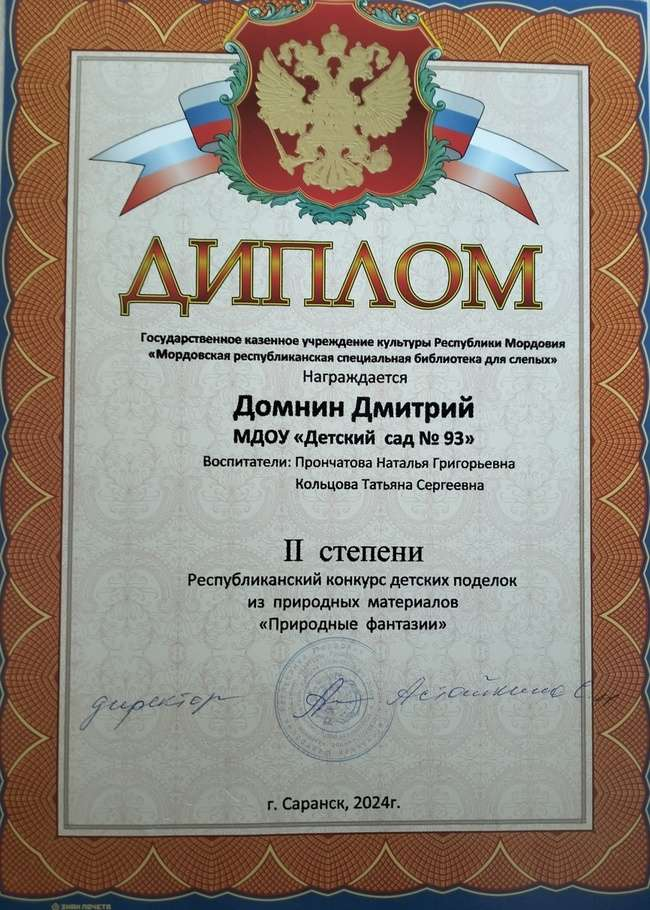 ДИПЛОМ
Государственное казенное учреждение культуры Республики Мордовия
«Мордовская республиканская специальная библиотека для слепых»
Награждается
Домнин Дмитрий
МДОУ «Детский сад № 93»
Воспитатели: Прончатова Наталья Григорьевна
Кольцова Татьяна Сергеевна
II степени
Республиканский конкурс детских поделок
из природных материалов
«Природные фантазии»
директор
г. Саранск, 2024г.
ЗНАК ПОЧЕТА